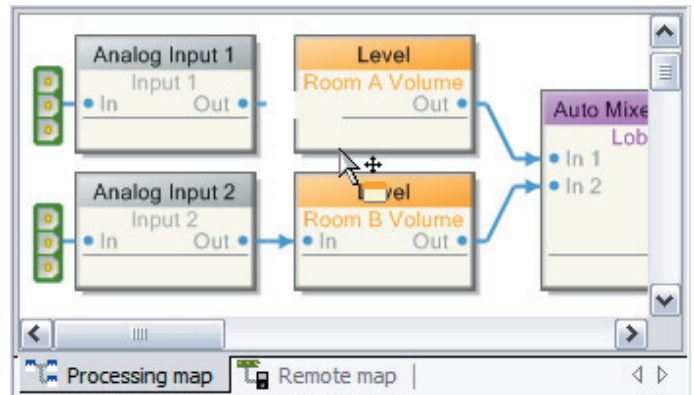 Analog Input 1
Input 1
In Out
Level
Room A Volume
Out
Auto Mixe
Lob
In 1
In 2
Analog Input 2
Input 2
In Out
Room B Volume
In Out
Processing map
Remote map